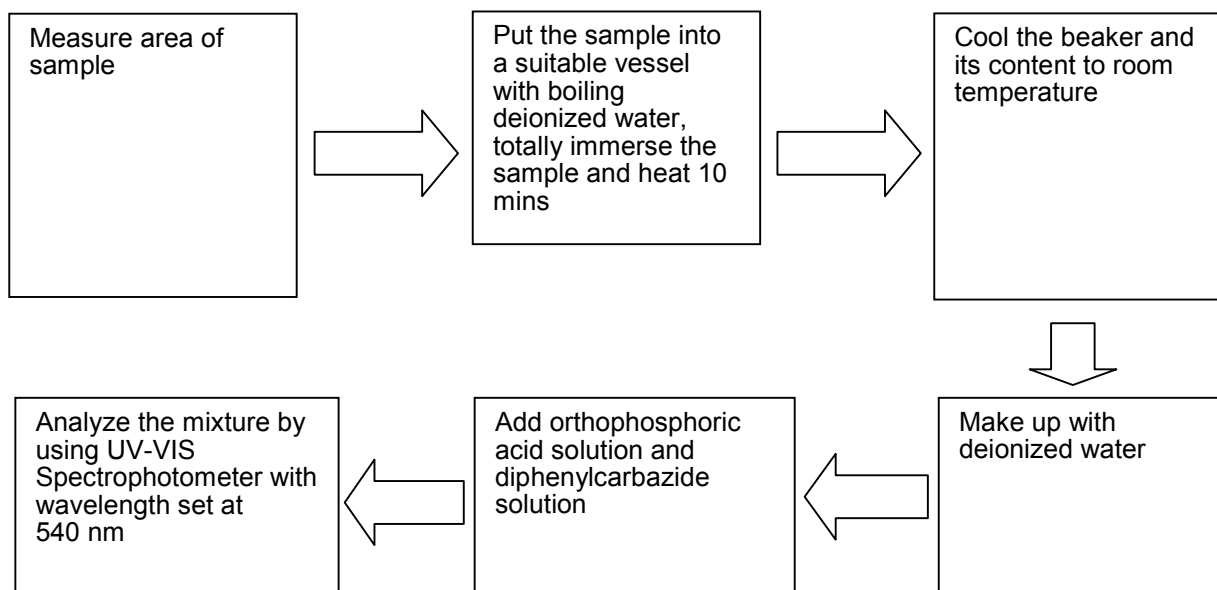 Measure area of
sample
Put the sample into
a suitable vessel
with boiling
deionized water,
totally immerse the
sample and heat 10
mins
Cool the beaker and
its content to room
temperature
Make up with
deionized water
Add orthophosphoric
acid solution and
diphenylcarbazide
solution
Analyze the mixture by
using UV-VIS
Spectrophotometer with
wavelength set at
540 nm